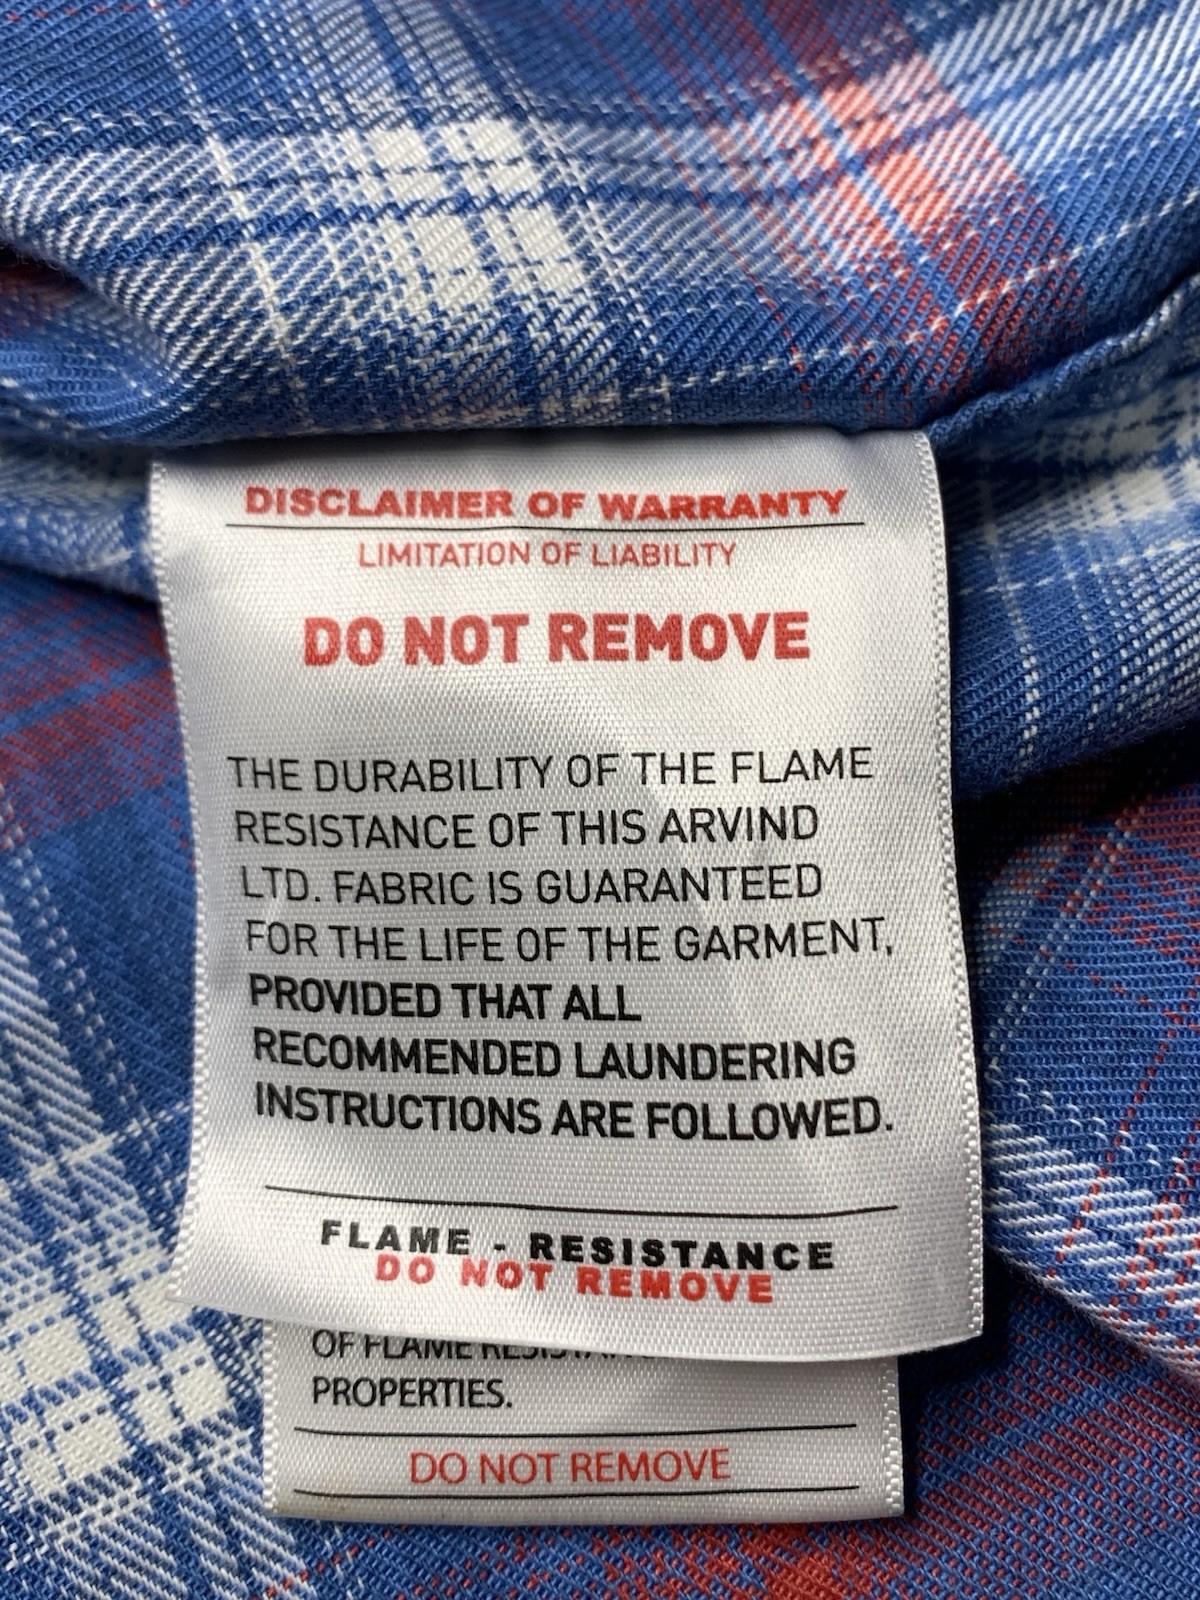 DISCLAIMER OF WARRANTY
LIMITATION OF LIABILITY
DO NOT REMOVE
THE DURABILITY OF THE FLAME
RESISTANCE OF THIS ARVIND
LTD. FABRIC IS GUARANTEED
FOR THE LIFE OF THE GARMENT,
PROVIDED THAT ALL
RECOMMENDED LAUNDERING
INSTRUCTIONS ARE FOLLOWED.
FLAME - RESISTANCE
DO NOT REMOVE
OF FLAME
PROPERTIES.
DO NOT REMOVE